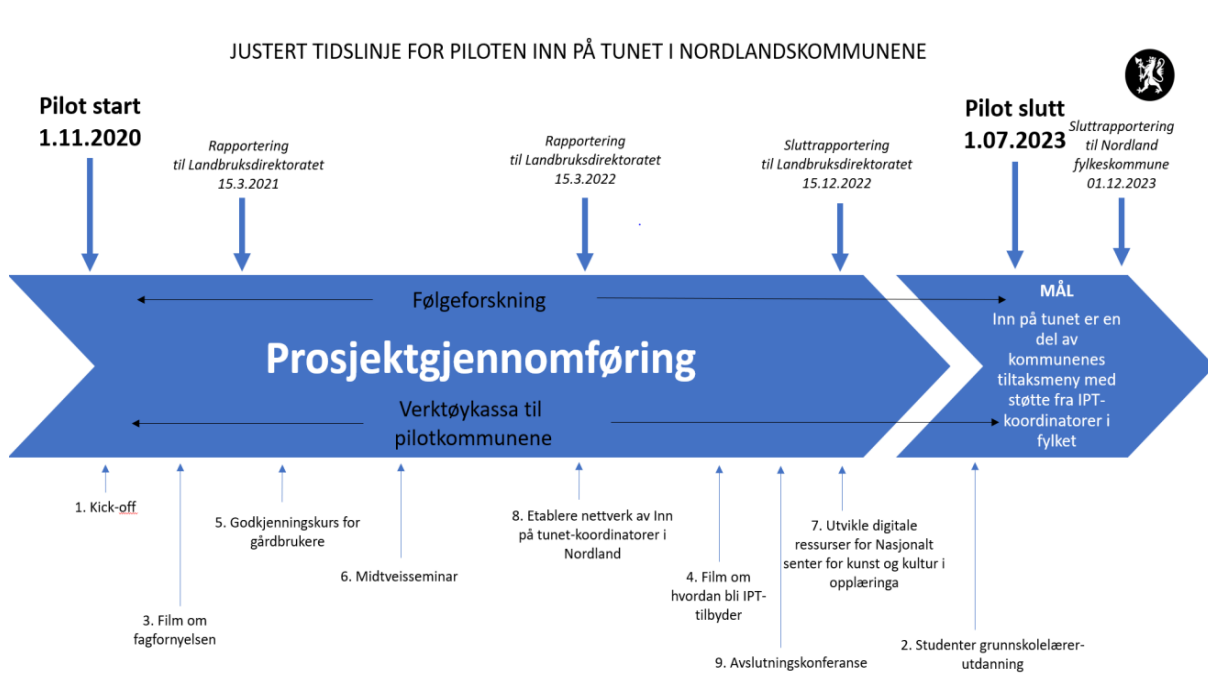 JUSTERT TIDSLINJE FOR PILOTEN INN PÅ TUNET I NORDLANDSKOMMUNENE
Pilot start
1.11.2020
Rapportering
til Landbruksdirektoratet
15.3.2021
Rapportering
til Landbruksdirektoratet
15.3.2022
Sluttrapportering
til Landbruksdirektoratet
15.12.2022
Pilot slutt
1.07.2023
Sluttrapportering
til Nordland
fylkeskommune
01.12.2023
Følgeforskning
Prosjektgjennomføring
Verktøykassa til
pilotkommunene
MÅL
Inn på tunet er en
del av
kommunenes
tiltaksmeny med
støtte fra IPT-
koordinatorer i
fylket
1. Kick-off
3. Film om
fagfornyelsen
5. Godkjenningskurs for
gårdbrukere
6. Midtveisseminar
8. Etablere nettverk av Inn
på tunet-koordinatorer i
Nordland
4. Film om
hvordan bli IPT-
tilbyder
9. Avslutningskonferanse
7. Utvikle digitale
ressurser for Nasjonalt
senter for kunst og kultur i
opplæringa
2. Studenter grunnskolelærer-
utdanning